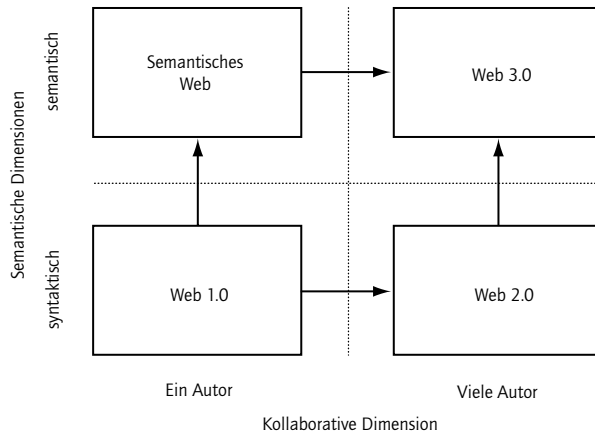 Semantische Dimensionen
semantisch
Semantisches
Web
Web 3.0
syntaktisch
Web 1.0
Web 2.0
Ein Autor
Viele Autor
Kollaborative Dimension